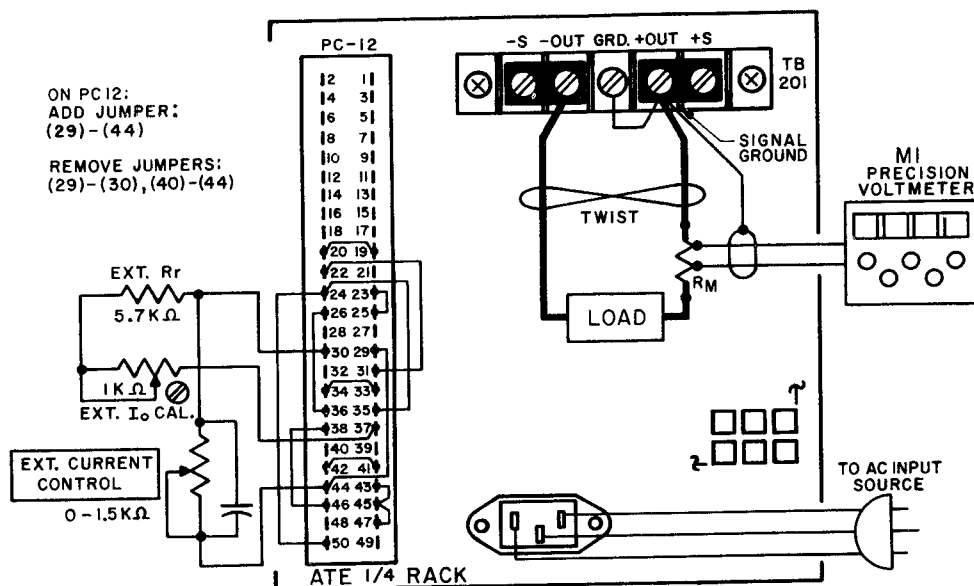 PC-12
-S -OUT GRD. +OUT +S
TB
201
ON PC12:
ADD JUMPER:
(29)-(44)
REMOVE JUMPERS:
(29)-(30),(40)-(44)
2 1
4 3
6 5
8 7
10 9
12 11
14 13
16 15
18 17
20 19
22 21
24 23
26 25
28 27
30 29
32 31
34 33
36 35
38 37
40 39
42 41
44 43
46 45
48 47
50 49
SIGNAL
GROUND
M1
PRECISION
VOLTMETER
TWIST
RM
LOAD
EXT. Rr
5.7KΩ
1KΩ
EXT. Io CAL.
EXT. CURRENT
CONTROL
0-1.5KΩ
TO AC INPUT
SOURCE
ATE 1/4 RACK